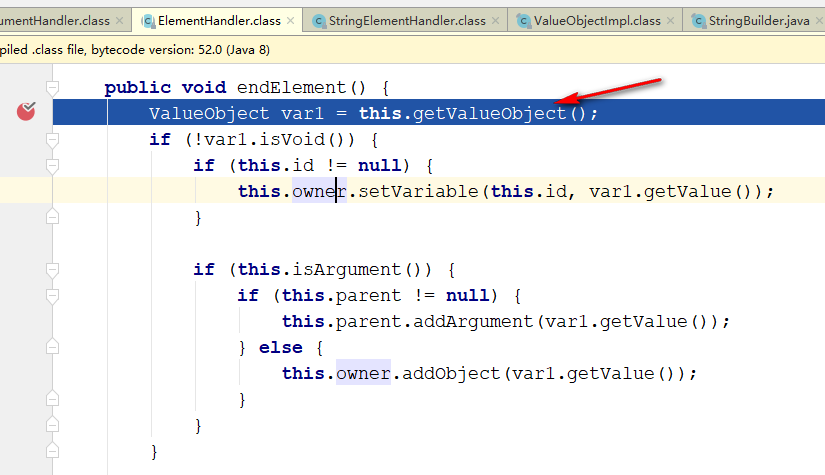 umentHandler.class ElementHandler.class StringElementHandler.class ValueObjectImpl.class StringBuilder.java
piled .class file, bytecode version: 52.0 (Java 8)
public void endElement() {
ValueObject var1 = this.getValueObject();
if (!var1.isVoid()) {
if (this.id != null) {
this.owner.setVariable(this.id, var1.getValue());
}
if (this.isArgument()) {
if (this.parent != null) {
this.parent.addArgument(var1.getValue());
} else {
this.owner.addObject(var1.getValue());
}
}
}